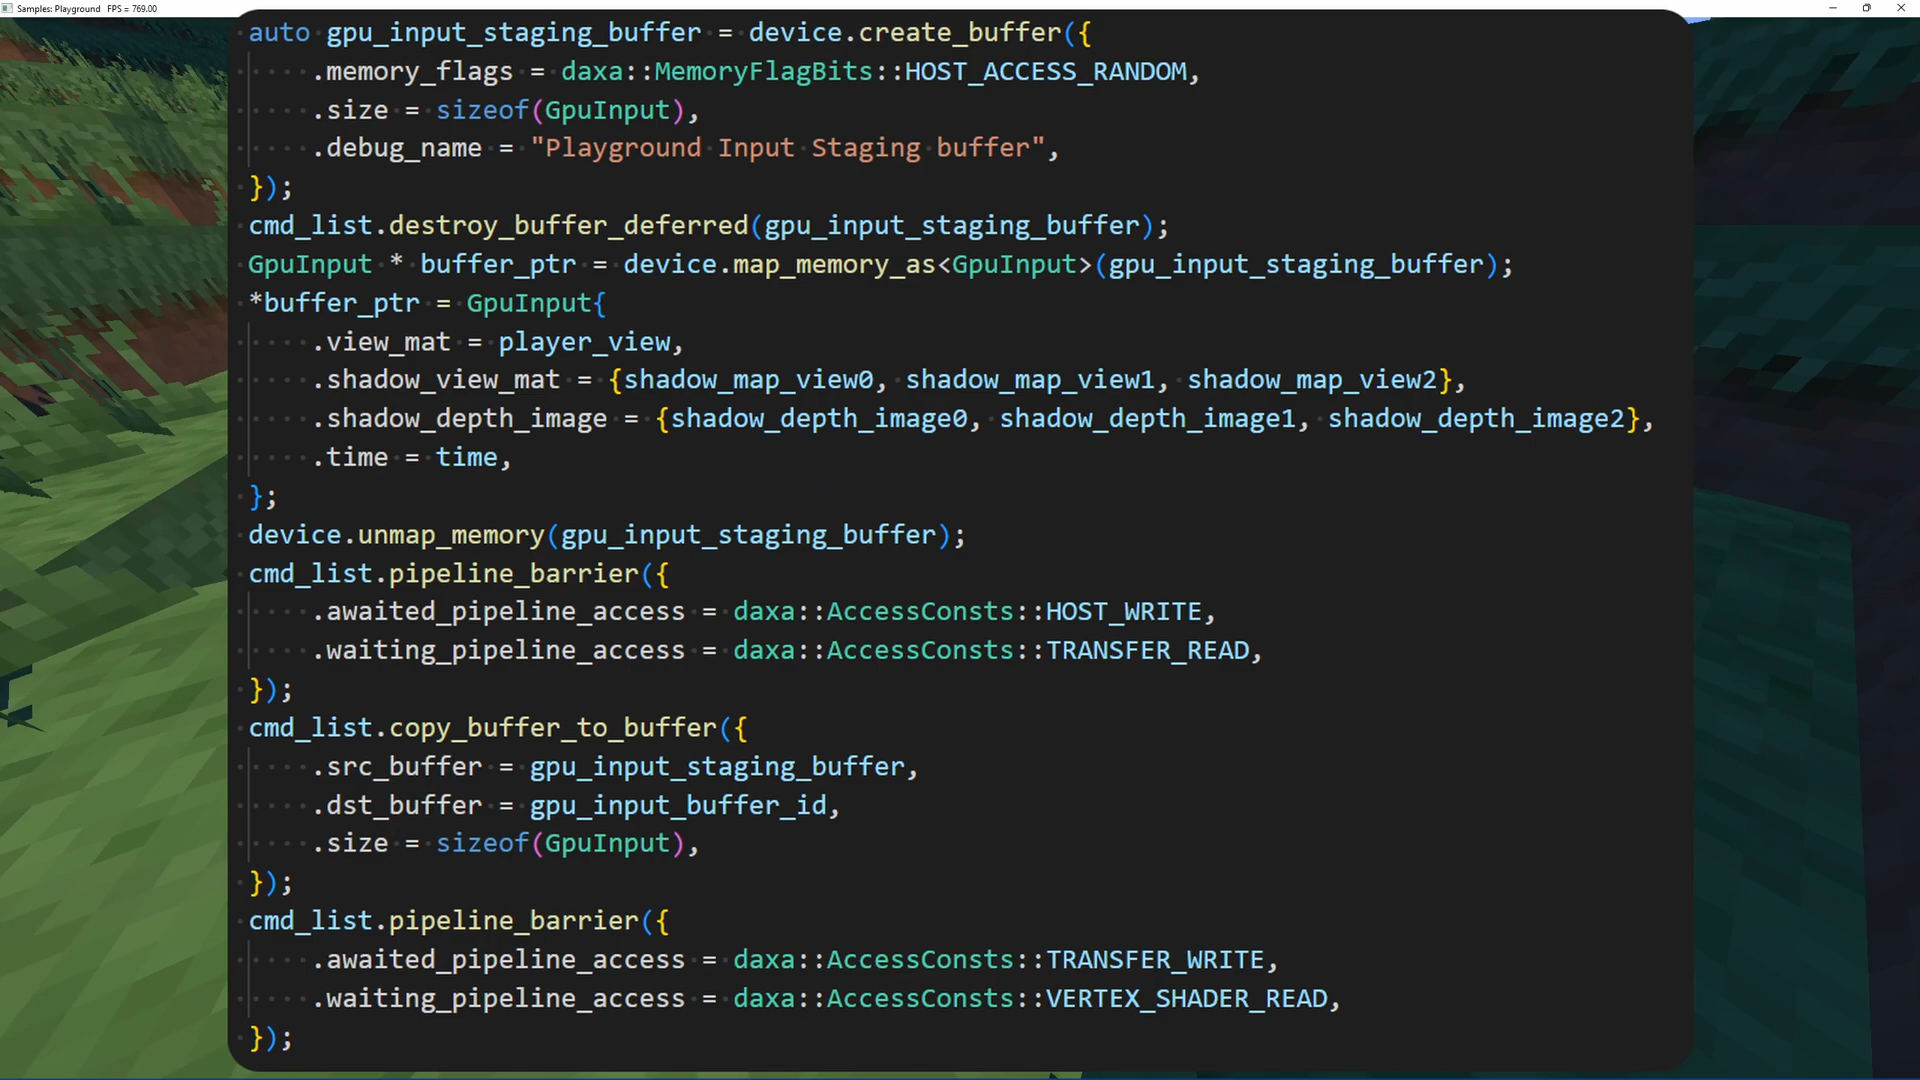 Samples: Playground FPS = 769.00
auto gpu_input_staging_buffer = device.create_buffer({
.memory_flags = daxa::MemoryFlagBits::HOST_ACCESS_RANDOM,
.size = sizeof(GpuInput),
.debug_name = "Playground Input Staging buffer",
});
cmd_list.destroy_buffer_deferred(gpu_input_staging_buffer);
GpuInput * buffer_ptr = device.map_memory_as<GpuInput>(gpu_input_staging_buffer);
*buffer_ptr = GpuInput{
.view_mat = player_view,
.shadow_view_mat = {shadow_map_view0, shadow_map_view1, shadow_map_view2},
.shadow_depth_image = {shadow_depth_image0, shadow_depth_image1, shadow_depth_image2},
.time = time,
};
device.unmap_memory(gpu_input_staging_buffer);
cmd_list.pipeline_barrier({
.awaited_pipeline_access = daxa::AccessConsts::HOST_WRITE,
.waiting_pipeline_access = daxa::AccessConsts::TRANSFER_READ,
});
cmd_list.copy_buffer_to_buffer({
.src_buffer = gpu_input_staging_buffer,
.dst_buffer = gpu_input_buffer_id,
.size = sizeof(GpuInput),
});
cmd_list.pipeline_barrier({
.awaited_pipeline_access = daxa::AccessConsts::TRANSFER_WRITE,
.waiting_pipeline_access = daxa::AccessConsts::VERTEX_SHADER_READ,
});